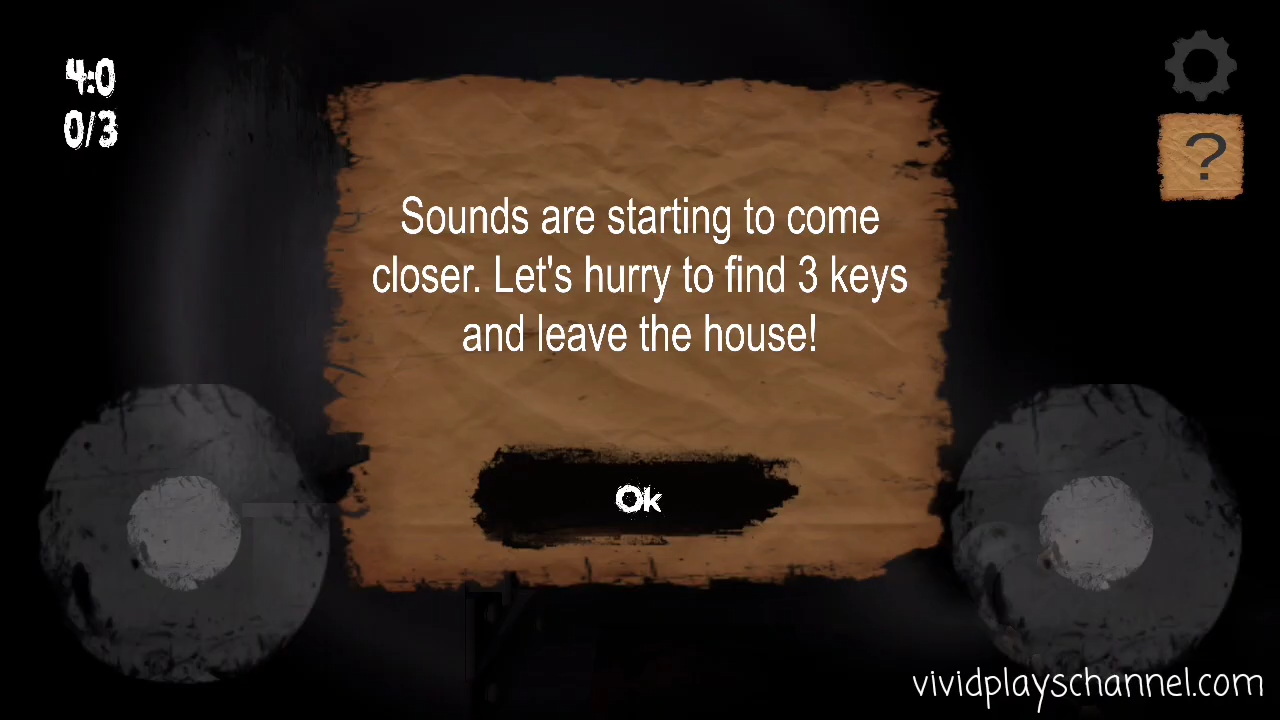 4:0
0/3
?
Sounds are starting to come
closer. Let's hurry to find 3 keys
and leave the house!
Ok
vividplayschannel.com